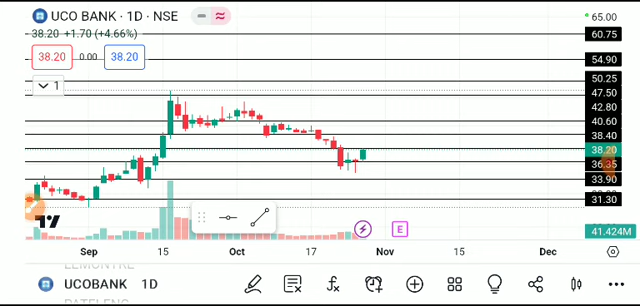 UCO BANK · 1D · NSE
38.20 +1.70 (+4.66%)
38.20 0.00 38.20
1
65.00
60.75
54.90
50.25
47.50
42.80
40.60
38.40
38.20
36.35
33.90
31.30
41.424M
E
Sep 15 Oct 17 Nov 15 Dec
UCOBANK 1D